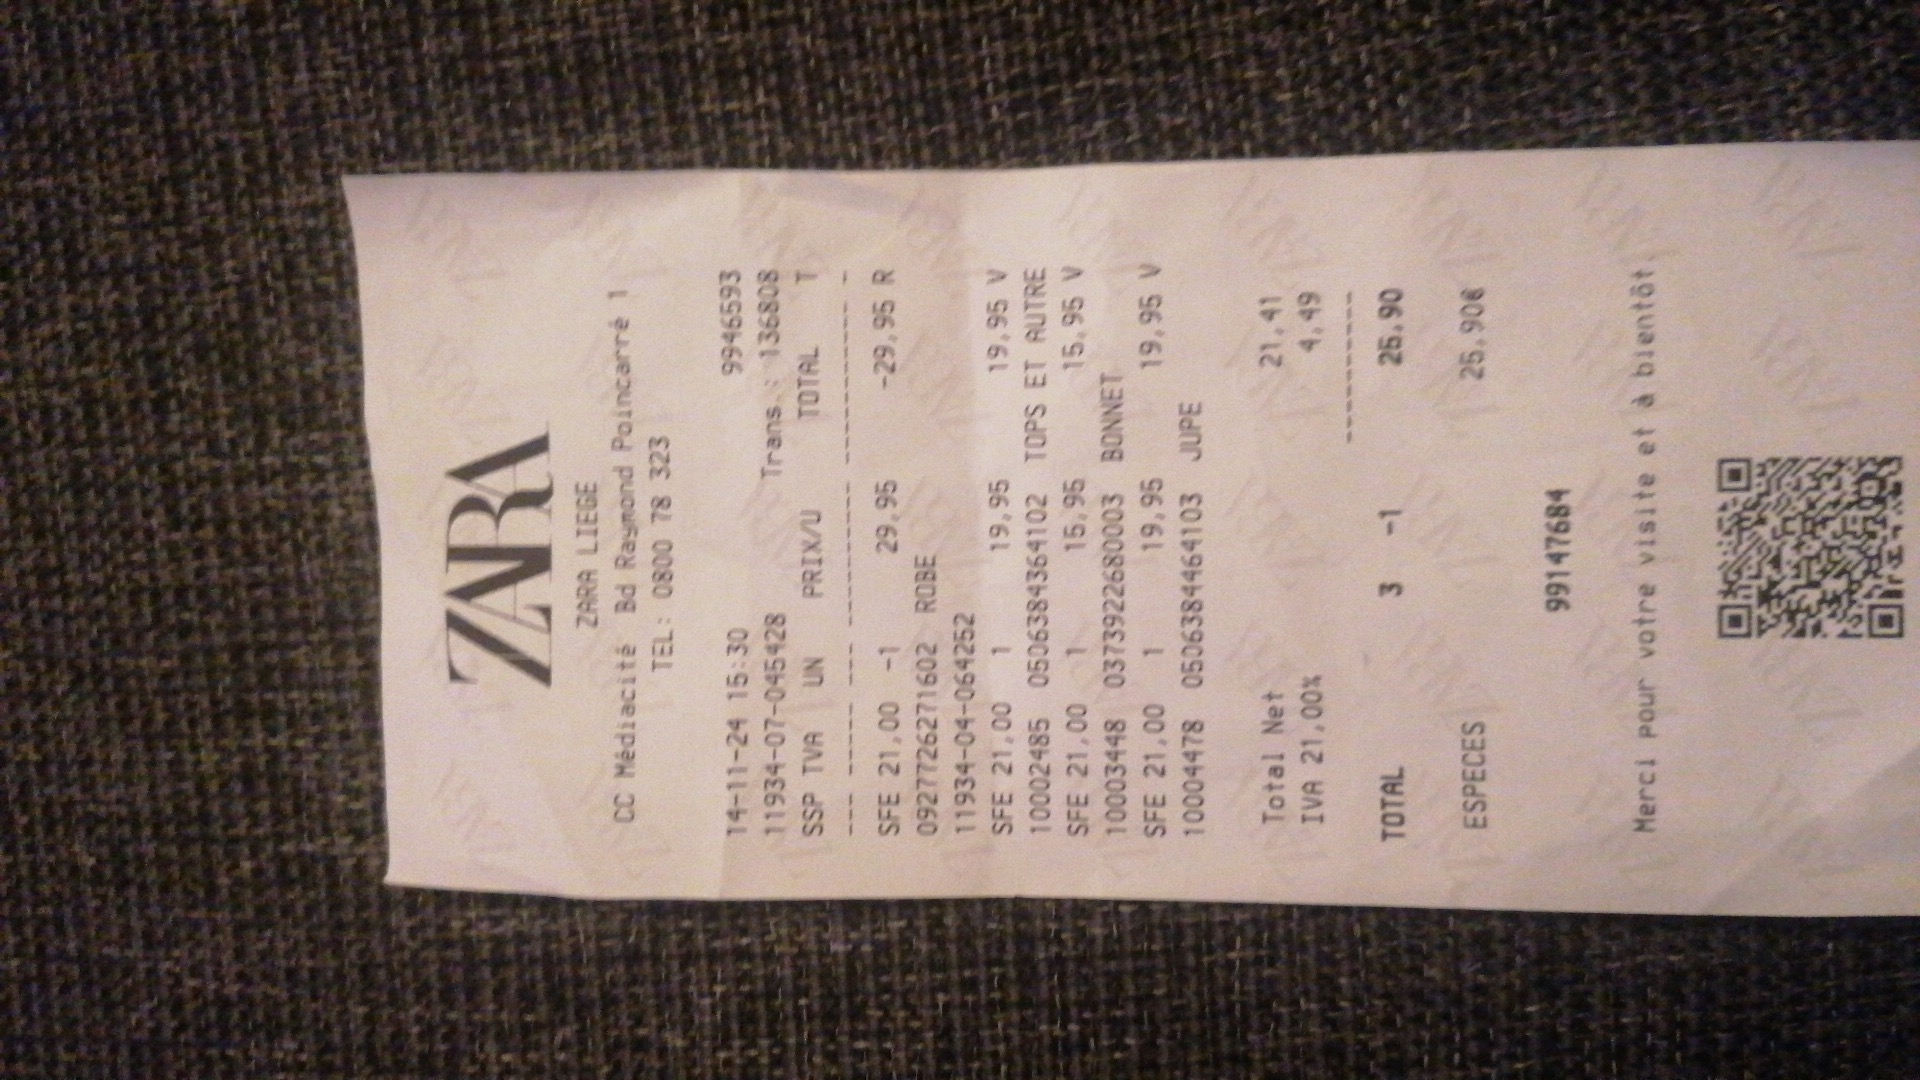 ZARA
ZARA LIEGE
CC Médiacité Bd Raymond Poincarré 1
TEL: 0800 78 323
14-11-24 15:30 9946593
11934-07-045428 Trans.: 136808
SSP TVA UN PRIX/U TOTAL T
--- ------ --- ---------- ---------- -
SFE 21,00 -1 29,95 -29,95 R
09277262271602 ROBE
11934-04-064252
SFE 21,00 1 19,95 19,95 V
10002485 05063843641​02 TOPS ET AUTRE
SFE 21,00 1 15,95 15,95 V
10003448 0373922680003 BONNET
SFE 21,00 1 19,95 19,95 V
10004478 05063844641​03 JUPE
Total Net 21,41
IVA 21,00% 4,49
----------
TOTAL 3 -1 25,90
ESPECES 25,90€
99147684
Merci pour votre visite et à bientôt.